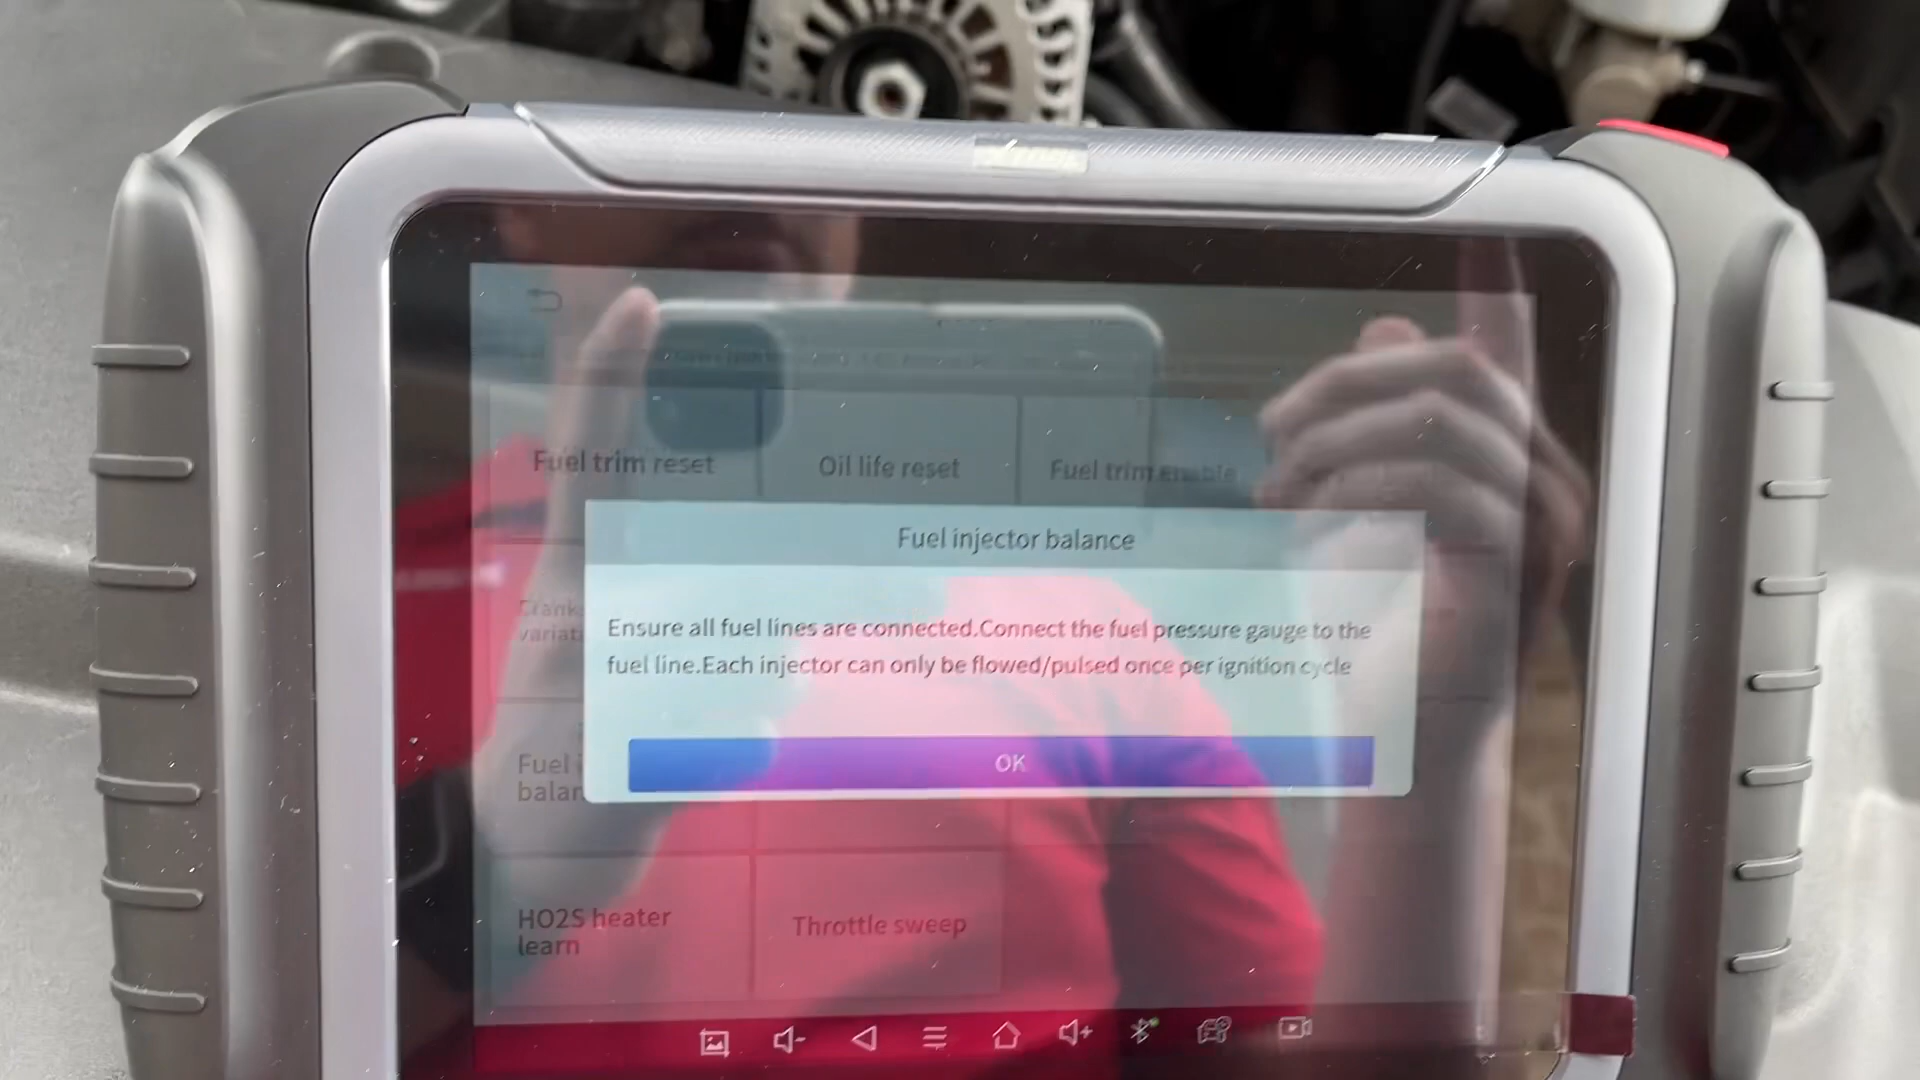 Fuel trim reset
Oil life reset
Fuel trim enable
Fuel injector balance
Ensure all fuel lines are connected.Connect the fuel pressure gauge to the
fuel line.Each injector can only be flowed/pulsed once per ignition cycle
OK
Fuel
balan
HO2S heater
learn
Throttle sweep